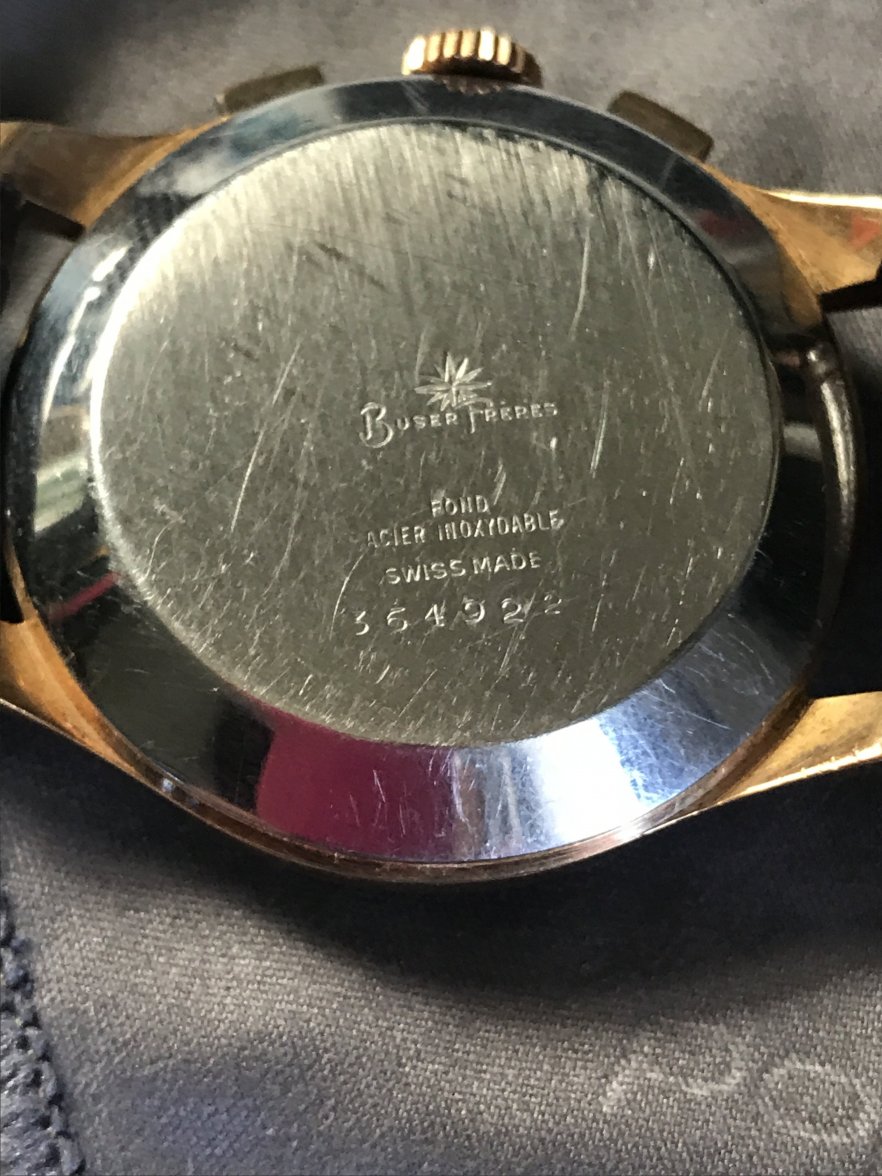 BUSER FRÈRES
FOND
ACIER INOXYDABLE
SWISS MADE
364922